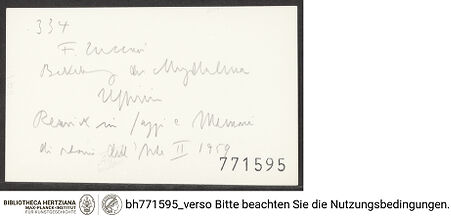 334
F. Zuccari
Bekehrung der Magdalena
Uffizien
in Saggi e Memorie
di storia dell'Arte II 1959
771595
BIBLIOTHECA HERTZIANA
MAX-PLANCK-INSTITUT
FÜR KUNSTGESCHICHTE
bh771595_verso Bitte beachten Sie die Nutzungsbedingungen.